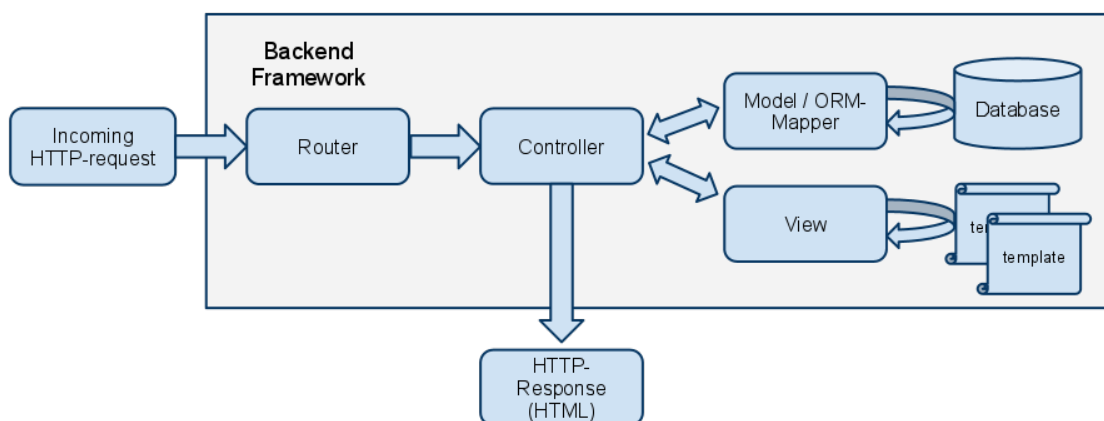 Backend
Framework
Incoming
HTTP-request
Router
Controller
Model / ORM-
Mapper
Database
View
template
HTTP-
Response
(HTML)